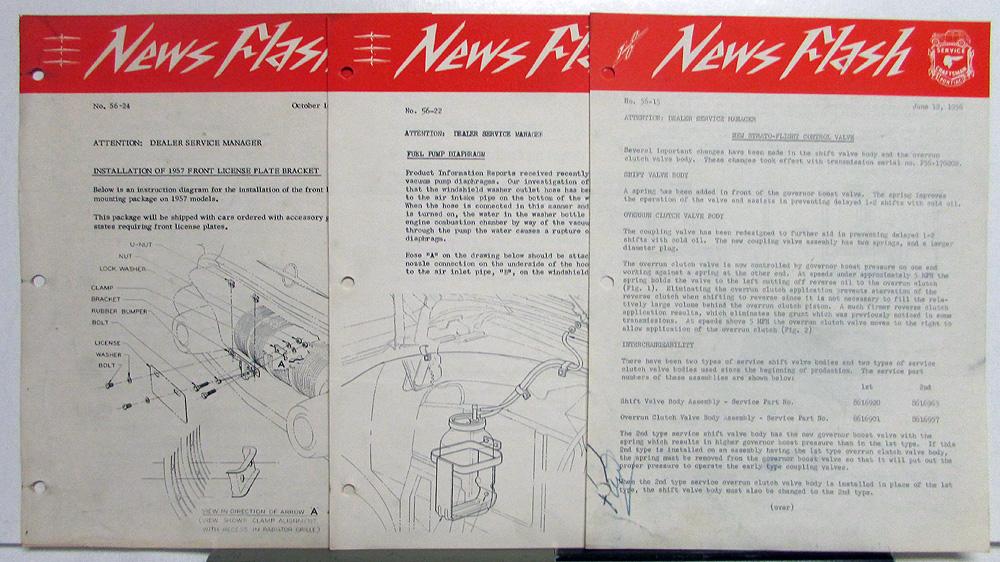 News Flash
No. 56-24
October 1
ATTENTION: DEALER SERVICE MANAGER
INSTALLATION OF 1957 FRONT LICENSE PLATE BRACKET
Below is an instruction diagram for the installation of the front l
mounting package on 1957 models.
This package will be shipped with cars ordered with accessory g
states requiring front license plates.
U-NUT
NUT
LOCK WASHER
CLAMP
BRACKET
RUBBER BUMPER
BOLT
LICENSE
WASHER
BOLT
A
VIEW IN DIRECTION OF ARROW A
(VIEW SHOWS CLAMP ALIGNMENT
WITH RECESS IN RADIATOR GRILLE)
News Fl
No. 56-22
ATTENTION: DEALER SERVICE MANAGER
FUEL PUMP DIAPHRAGM
Product Information Reports received recently
vacuum pump diaphragms. Our investigation of
that the windshield washer outlet hose has be
to the air intake pipe on the bottom of the w
When the hose is connected in this manner and
is turned on, the water in the washer bottle
engine combustion chamber by way of the vacuu
through the pump the water causes a rupture o
diaphragm.
Hose "A" on the drawing below should be attac
nozzle connection on the underside of the hoo
to the air inlet pipe, "B", on the windshield
News Flash
SERVICE
CRAFTSMAN
PONTIAC
No. 56-15
June 12, 1956
ATTENTION: DEALER SERVICE MANAGER
NEW STRATO-FLIGHT CONTROL VALVE
Several important changes have been made in the shift valve body and the overrun
clutch valve body. These changes took effect with transmission serial no.
SHIFT VALVE BODY
A spring has been added in front of the governor boost valve. The spring improves
the operation of the valve and assists in preventing delayed 1-2 shifts with cold oil.
OVERRUN CLUTCH VALVE BODY
The coupling valve has been redesigned to further aid in preventing delayed 1-2
shifts with cold oil. The new coupling valve assembly has two springs, and a larger
diameter plug.
The overrun clutch valve is now controlled by governor boost pressure on one end
working against a spring at the other end. At speeds under approximately 5 MPH the
spring holds the valve to the left cutting off reverse oil to the overrun clutch
(Fig. 1). Eliminating the overrun clutch application prevents starvation of the
reverse clutch when shifting to reverse since it is not necessary to fill the rela-
tively large volume behind the overrun clutch piston. A much firmer reverse clutch
application results, which eliminates the grunt which was previously noticed in some
transmissions. At speeds above 5 MPH the overrun clutch valve moves to the right to
allow application of the overrun clutch (Fig. 2)
INTERCHANGEABILITY
There have been two types of service shift valve bodies and two types of service
clutch valve bodies used since the beginning of production. The service part
numbers of these assemblies are shown below:
1st 2nd
Shift Valve Body Assembly - Service Part No. 8616920 8616963
Overrun Clutch Valve Body Assembly - Service Part No. 8616901 8616957
The 2nd type service shift valve body has the new governor boost valve with the
spring which results in higher governor boost pressure than in the 1st type. If this
2nd type is installed on an assembly having the 1st type overrun clutch valve body,
the spring must be removed from the governor boost valve so that it will put out the
proper pressure to operate the early type coupling valves.
When the 2nd type service overrun clutch valve body is installed in place of the 1st
type, the shift valve body must also be changed to the 2nd type.
(over)